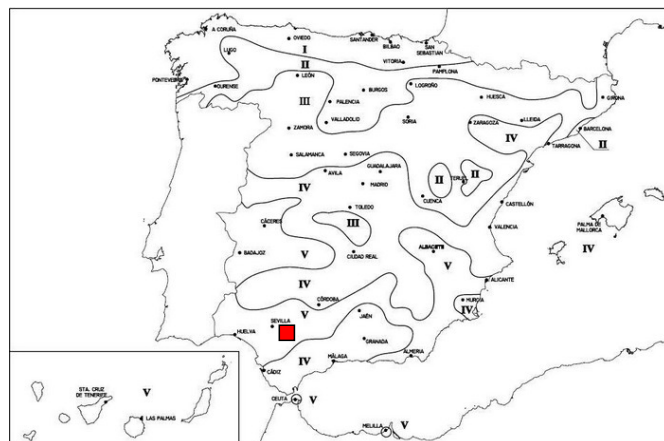 A CORUÑA
OVIEDO
SANTANDER
BILBAO
SAN
SEBASTIAN
LUGO
I
VITORIA
II
PAMPLONA
PONTEVEDRA
LEÓN
OURENSE
BURGOS
LOGROÑO
HUESCA
GIRONA
III
PALENCIA
ZAMORA
VALLADOLID
SORIA
ZARAGOZA
LLEIDA
IV
BARCELONA
TARRAGONA
II
SALAMANCA
SEGOVIA
GUADALAJARA
AVILA
IV
MADRID
II
II
CUENCA
TOLEDO
CASTELLÓN
CÁCERES
III
VALENCIA
PALMA DE
MALLORCA
IV
BADAJOZ
V
CIUDAD REAL
ALBACETE
V
IV
ALICANTE
CÓRDOBA
MURCIA
IV
V
JAÉN
SEVILLA
HUELVA
GRANADA
IV
MÁLAGA
ALMERIA
CÁDIZ
CEUTA
V
MELILLA
V
STA. CRUZ
DE TENERIFE
V
LAS PALMAS